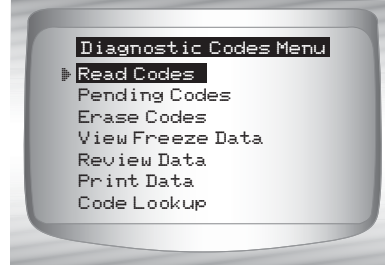 Diagnostic Codes Menu
Read Codes
Pending Codes
Erase Codes
View Freeze Data
Review Data
Print Data
Code Lookup